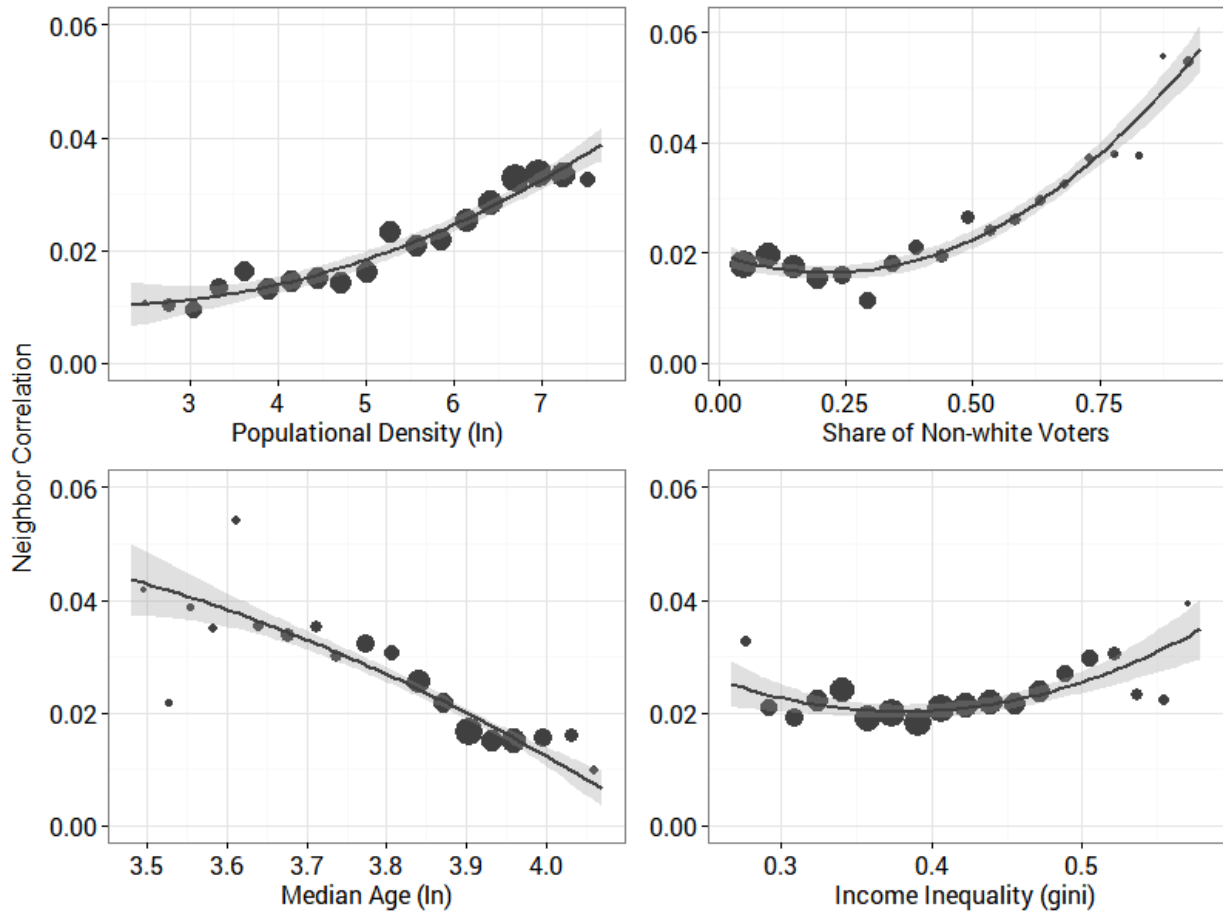 0.06
0.04
0.02
0.00
3 4 5 6 7
Populational Density (ln)
0.06
0.04
0.02
0.00
0.00 0.25 0.50 0.75
Share of Non-white Voters
Neighbor Correlation
0.06
0.04
0.02
0.00
3.5 3.6 3.7 3.8 3.9 4.0
Median Age (ln)
0.06
0.04
0.02
0.00
0.3 0.4 0.5
Income Inequality (gini)